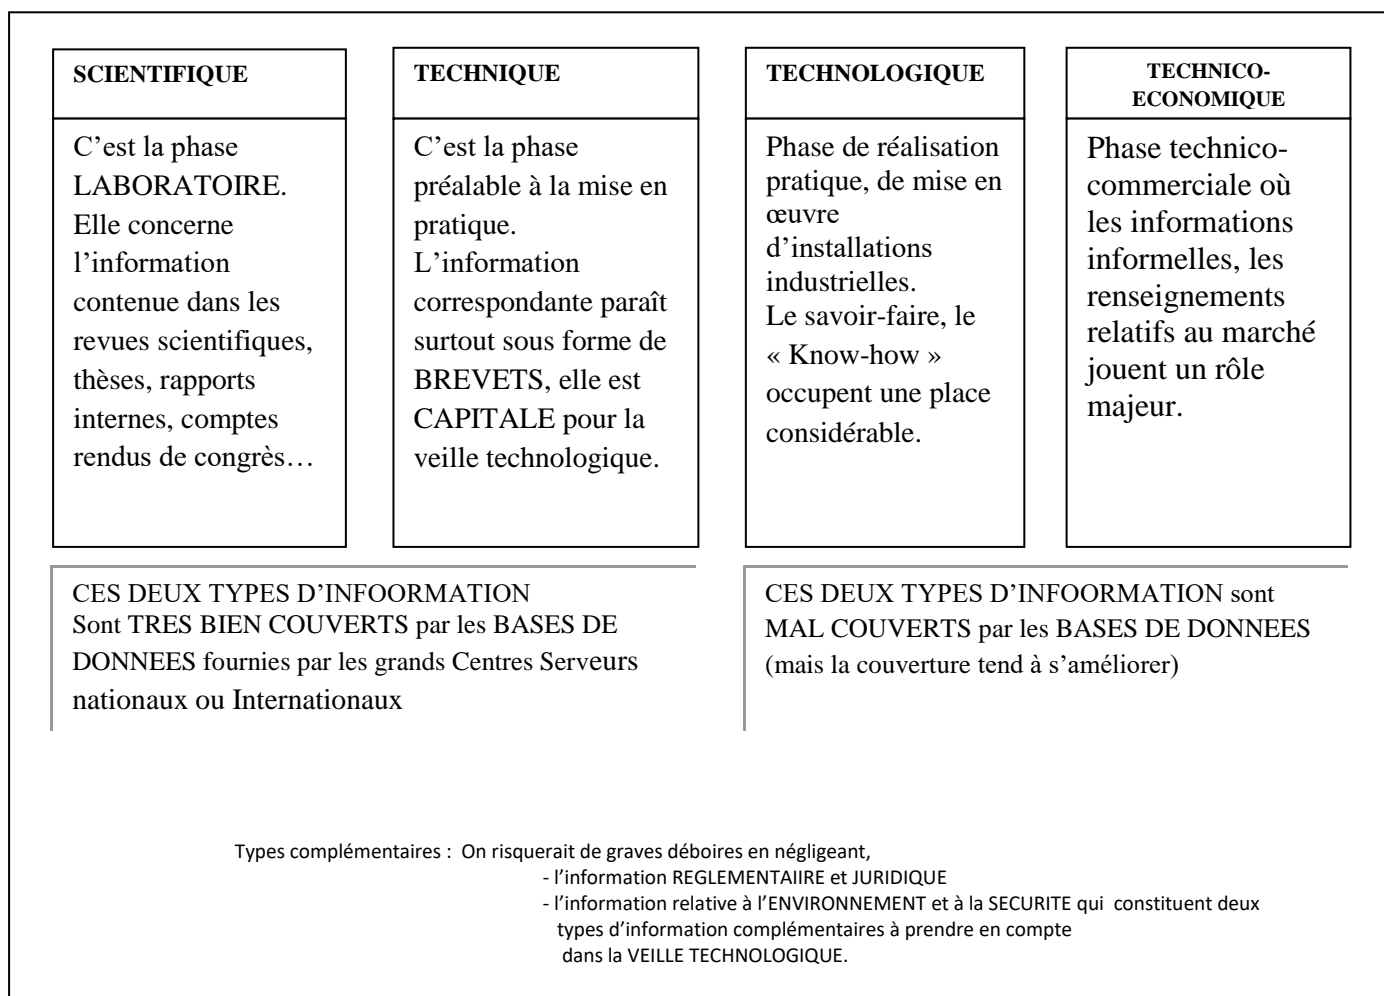 SCIENTIFIQUE
C’est la phase
LABORATOIRE.
Elle concerne
l’information
contenue dans les
revues scientifiques,
thèses, rapports
internes, comptes
rendus de congrès…
TECHNIQUE
C’est la phase
préalable à la mise en
pratique.
L’information
correspondante paraît
surtout sous forme de
BREVETS, elle est
CAPITALE pour la
veille technologique.
TECHNOLOGIQUE
Phase de réalisation
pratique, de mise en
œuvre
d’installations
industrielles.
Le savoir-faire, le
« Know-how »
occupent une place
considérable.
TECHNICO-
ECONOMIQUE
Phase technico-
commerciale où
les informations
informelles, les
renseignements
relatifs au marché
jouent un rôle
majeur.
CES DEUX TYPES D’INFOORMATION
Sont TRES BIEN COUVERTS par les BASES DE
DONNEES fournies par les grands Centres Serveurs
nationaux ou Internationaux
CES DEUX TYPES D’INFOORMATION sont
MAL COUVERTS par les BASES DE DONNEES
(mais la couverture tend à s’améliorer)
Types complémentaires : On risquerait de graves déboires en négligeant,
- l’information REGLEMENTAIIRE et JURIDIQUE
- l’information relative à l’ENVIRONNEMENT et à la SECURITE qui constituent deux
types d’information complémentaires à prendre en compte
dans la VEILLE TECHNOLOGIQUE.